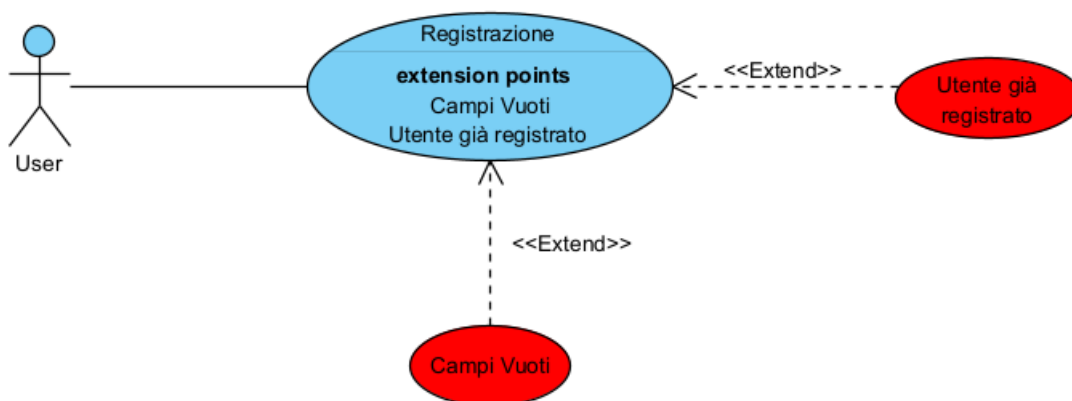 Registrazione
extension points
Campi Vuoti
Utente già registrato
<<Extend>>
Utente già
registrato
User
<<Extend>>
Campi Vuoti